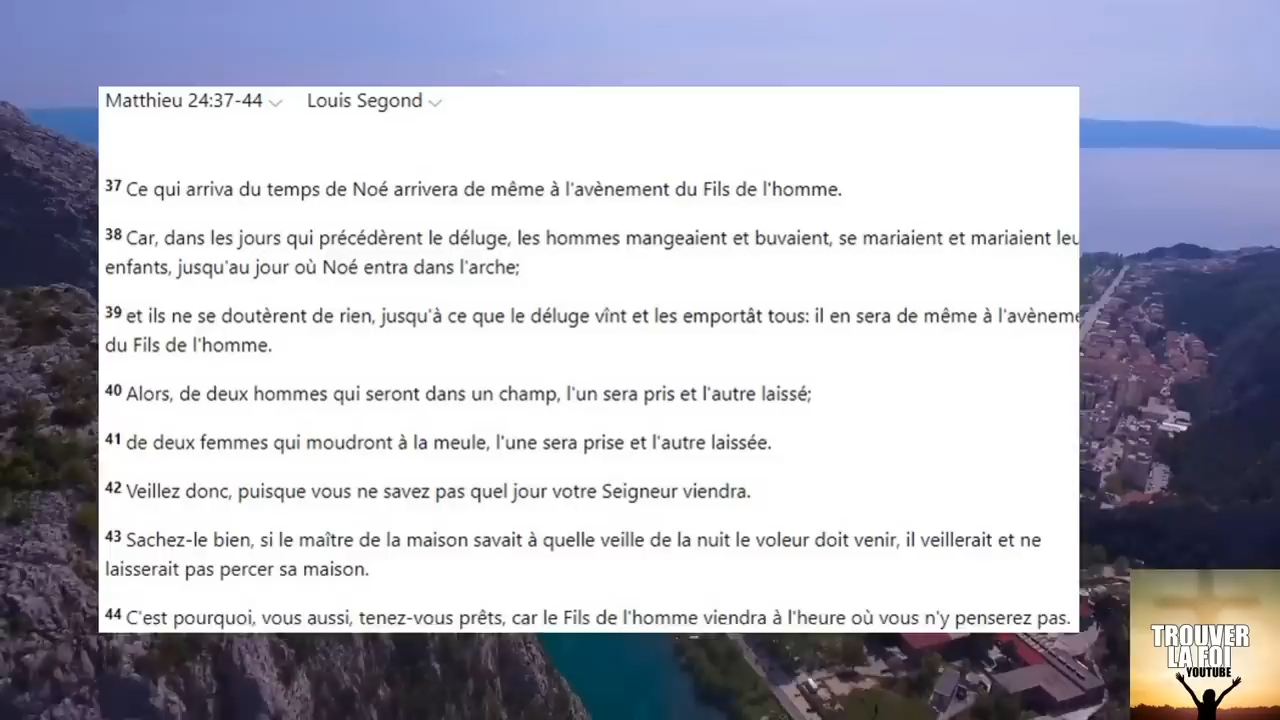 Matthieu 24:37-44 Louis Segond
37 Ce qui arriva du temps de Noé arrivera de même à l'avènement du Fils de l'homme.
38 Car, dans les jours qui précédèrent le déluge, les hommes mangeaient et buvaient, se mariaient et mariaient leu
enfants, jusqu'au jour où Noé entra dans l'arche;
39 et ils ne se doutèrent de rien, jusqu'à ce que le déluge vînt et les emportât tous: il en sera de même à l'avèneme
du Fils de l'homme.
40 Alors, de deux hommes qui seront dans un champ, l'un sera pris et l'autre laissé;
41 de deux femmes qui moudront à la meule, l'une sera prise et l'autre laissée.
42 Veillez donc, puisque vous ne savez pas quel jour votre Seigneur viendra.
43 Sachez-le bien, si le maître de la maison savait à quelle veille de la nuit le voleur doit venir, il veillerait et ne
laisserait pas percer sa maison.
44 C'est pourquoi, vous aussi, tenez-vous prêts, car le Fils de l'homme viendra à l'heure où vous n'y penserez pas.
TROUVER
LA FOI
YOUTUBE